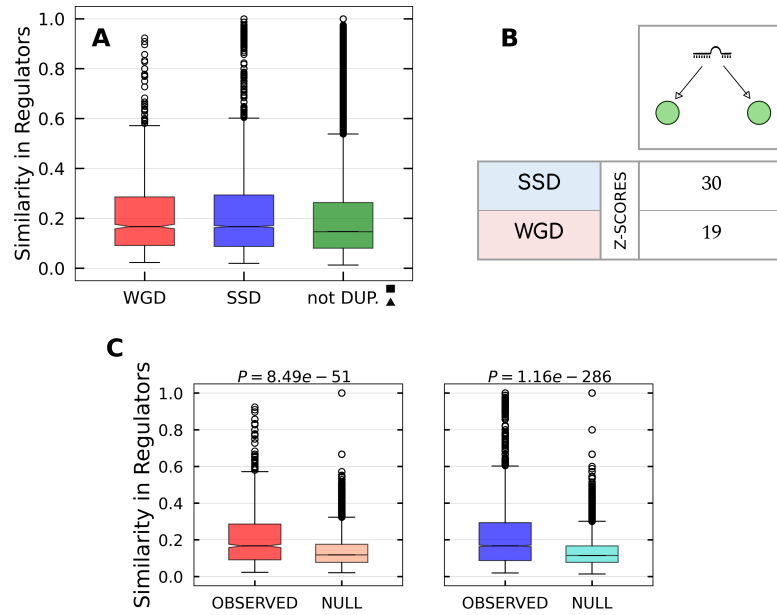 A
B
Similarity in Regulators
1.0
0.8
0.6
0.4
0.2
0.0
WGD
SSD
not DUP.
SSD
WGD
Z-SCORES
30
19
C
Similarity in Regulators
P = 8.49e − 51
P = 1.16e − 286
1.0
0.8
0.6
0.4
0.2
0.0
OBSERVED
NULL
OBSERVED
NULL